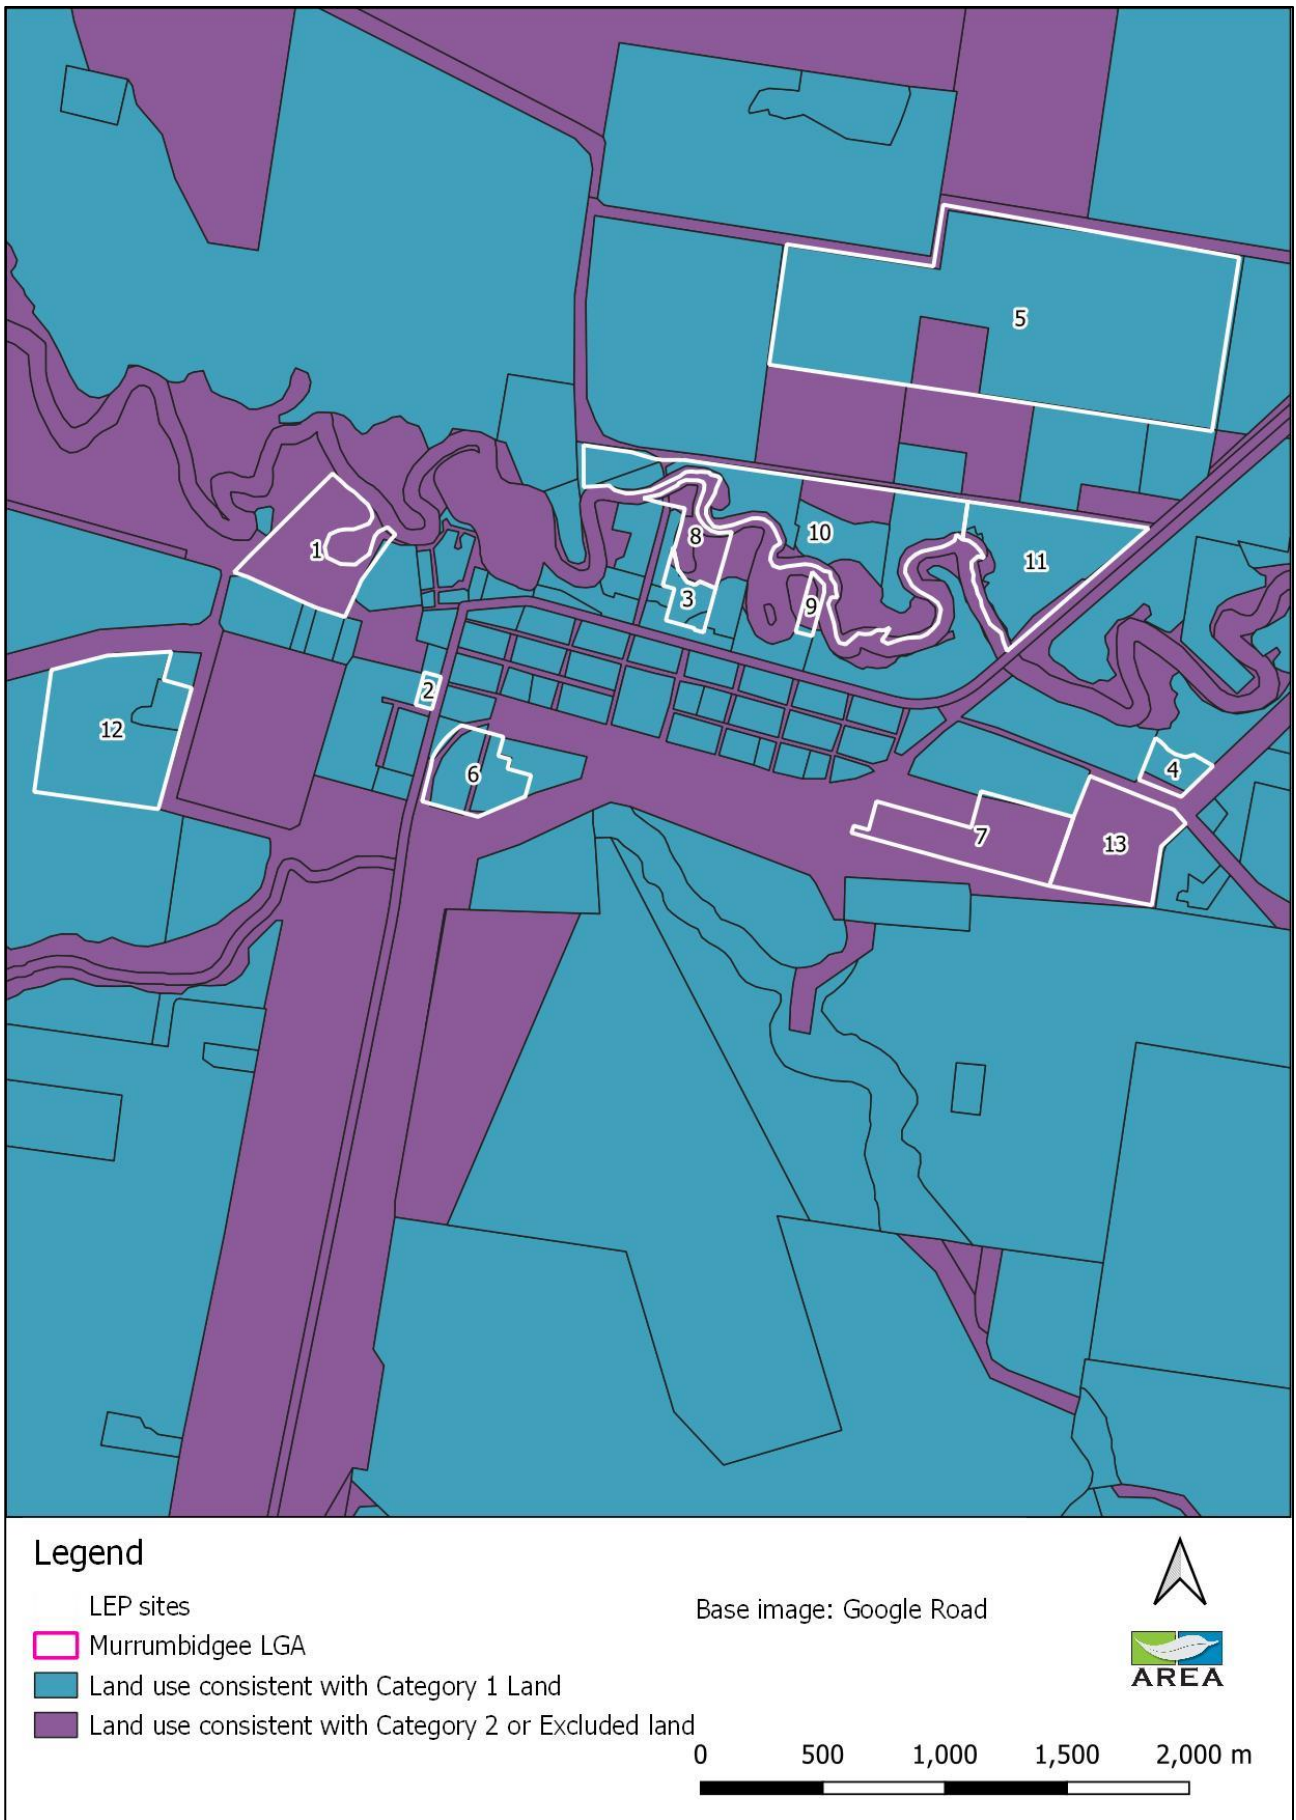 5
8
10
1
11
3
9
2
12
4
6
7
13
Legend
LEP sites
Murrumbidgee LGA
Land use consistent with Category 1 Land
Land use consistent with Category 2 or Excluded land
Base image: Google Road
AREA
0 500 1,000 1,500 2,000 m